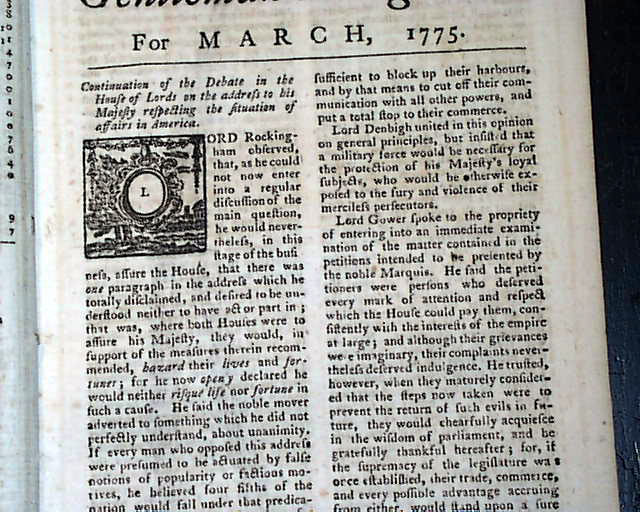 For MARCH, 1775.
Continuation of the Debate in the
House of Lords on the address to his
Majeſty reſpecting the ſituation of
affairs in America.
LORD Rocking-
ham obſerved,
that, as he could
not now enter
into a regular
diſcuſſion of the
main queſtion,
he would never-
theleſs, in this
ſtage of the buſi
neſs, aſſure the Houſe, that there was
one paragraph in the addreſs which he
totally diſclaimed, and deſired to be un-
derſtood neither to have act or part in;
that was, where both Houſes were to
aſſure his Majeſty, they would, in
ſupport of the meaſures therein recom-
mended, hazard their lives and for-
tunes; for he now openly declared he
would neither riſque life nor fortune in
ſuch a cauſe. He ſaid the noble mover
adverted to ſomething which he did not
perfectly underſtand, about unanimity.
If every man who oppoſed this addreſs
were preſumed to be actuated by falſe
notions of popularity or factious mo-
tives, he believed four fifths of the
nation would fall under that predica-
ſufficient to block up their harbours,
and by that means to cut off their com-
munication with all other powers, and
put a total ſtop to their commerce.
Lord Denbigh united in this opinion
on general principles, but inſiſted that
a military force would be neceſſary for
the protection of his Majeſty's loyal
ſubjects, who would be otherwiſe ex-
poſed to the fury and violence of their
mercileſs perſecutors.
Lord Gower ſpoke to the propriety
of entering into an immediate exami-
nation of the matter contained in the
petitions intended to be preſented by
the noble Marquis. He ſaid the peti-
tioners were perſons who deſerved
every mark of attention and reſpect
which the Houſe could pay them, con-
ſiſtently with the intereſts of the empire
at large; and although their grievances
were imaginary, their complaints never-
theleſs deſerved indulgence. He truſted,
however, when they maturely conſider-
ed that the ſteps now taken were to
prevent the return of ſuch evils in fu-
ture, they would chearfully acquieſce
in the wiſdom of parliament, and be
gratefully thankful hereafter; for, if
the ſupremacy of the legiſlature was
once eſtabliſhed, their trade, commerce,
and every poſſible advantage accruing
from either, would ſtand upon a ſure